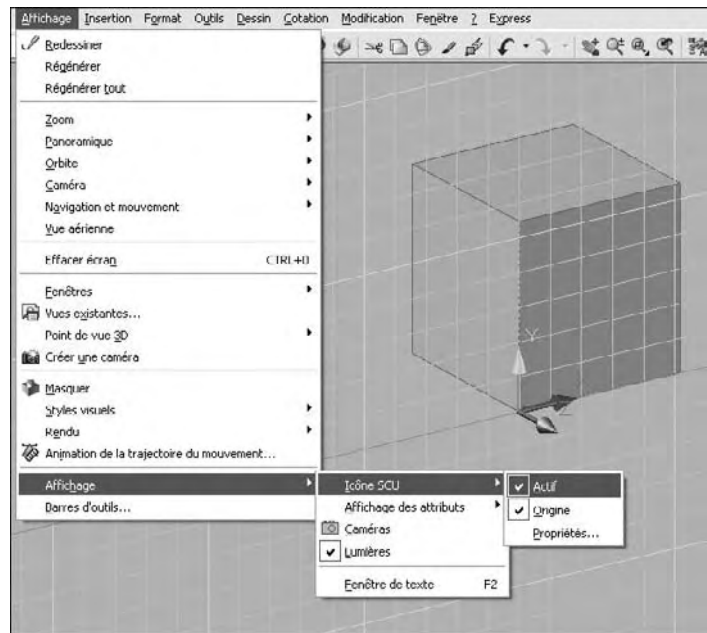 Affichage Insertion Format Outils Dessin Cotation Modification Fenêtre ? Express
Redessiner
Régénérer
Régénérer tout
Zoom
Panoramique
Orbite
Caméra
Navigation et mouvement
Vue aérienne
Effacer écran CTRL+0
Fenêtres
Vues existantes...
Point de vue 3D
Créer une caméra
Masquer
Styles visuels
Rendu
Animation de la trajectoire du mouvement...
Affichage
Barres d'outils...
Icône SCU
Affichage des attributs
Caméras
Lumières
Fenêtre de texte F2
Actif
Origine
Propriétés...
Y